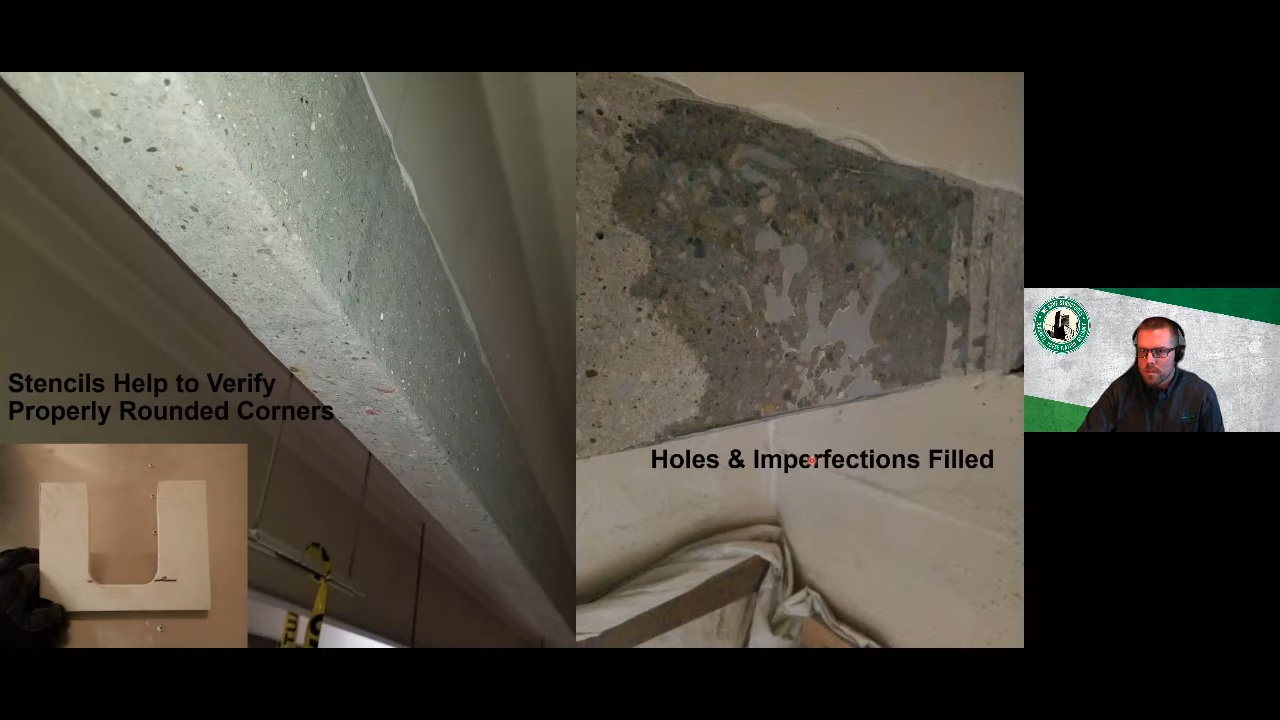 Stencils Help to Verify
Properly Rounded Corners
Holes & Imperfections Filled